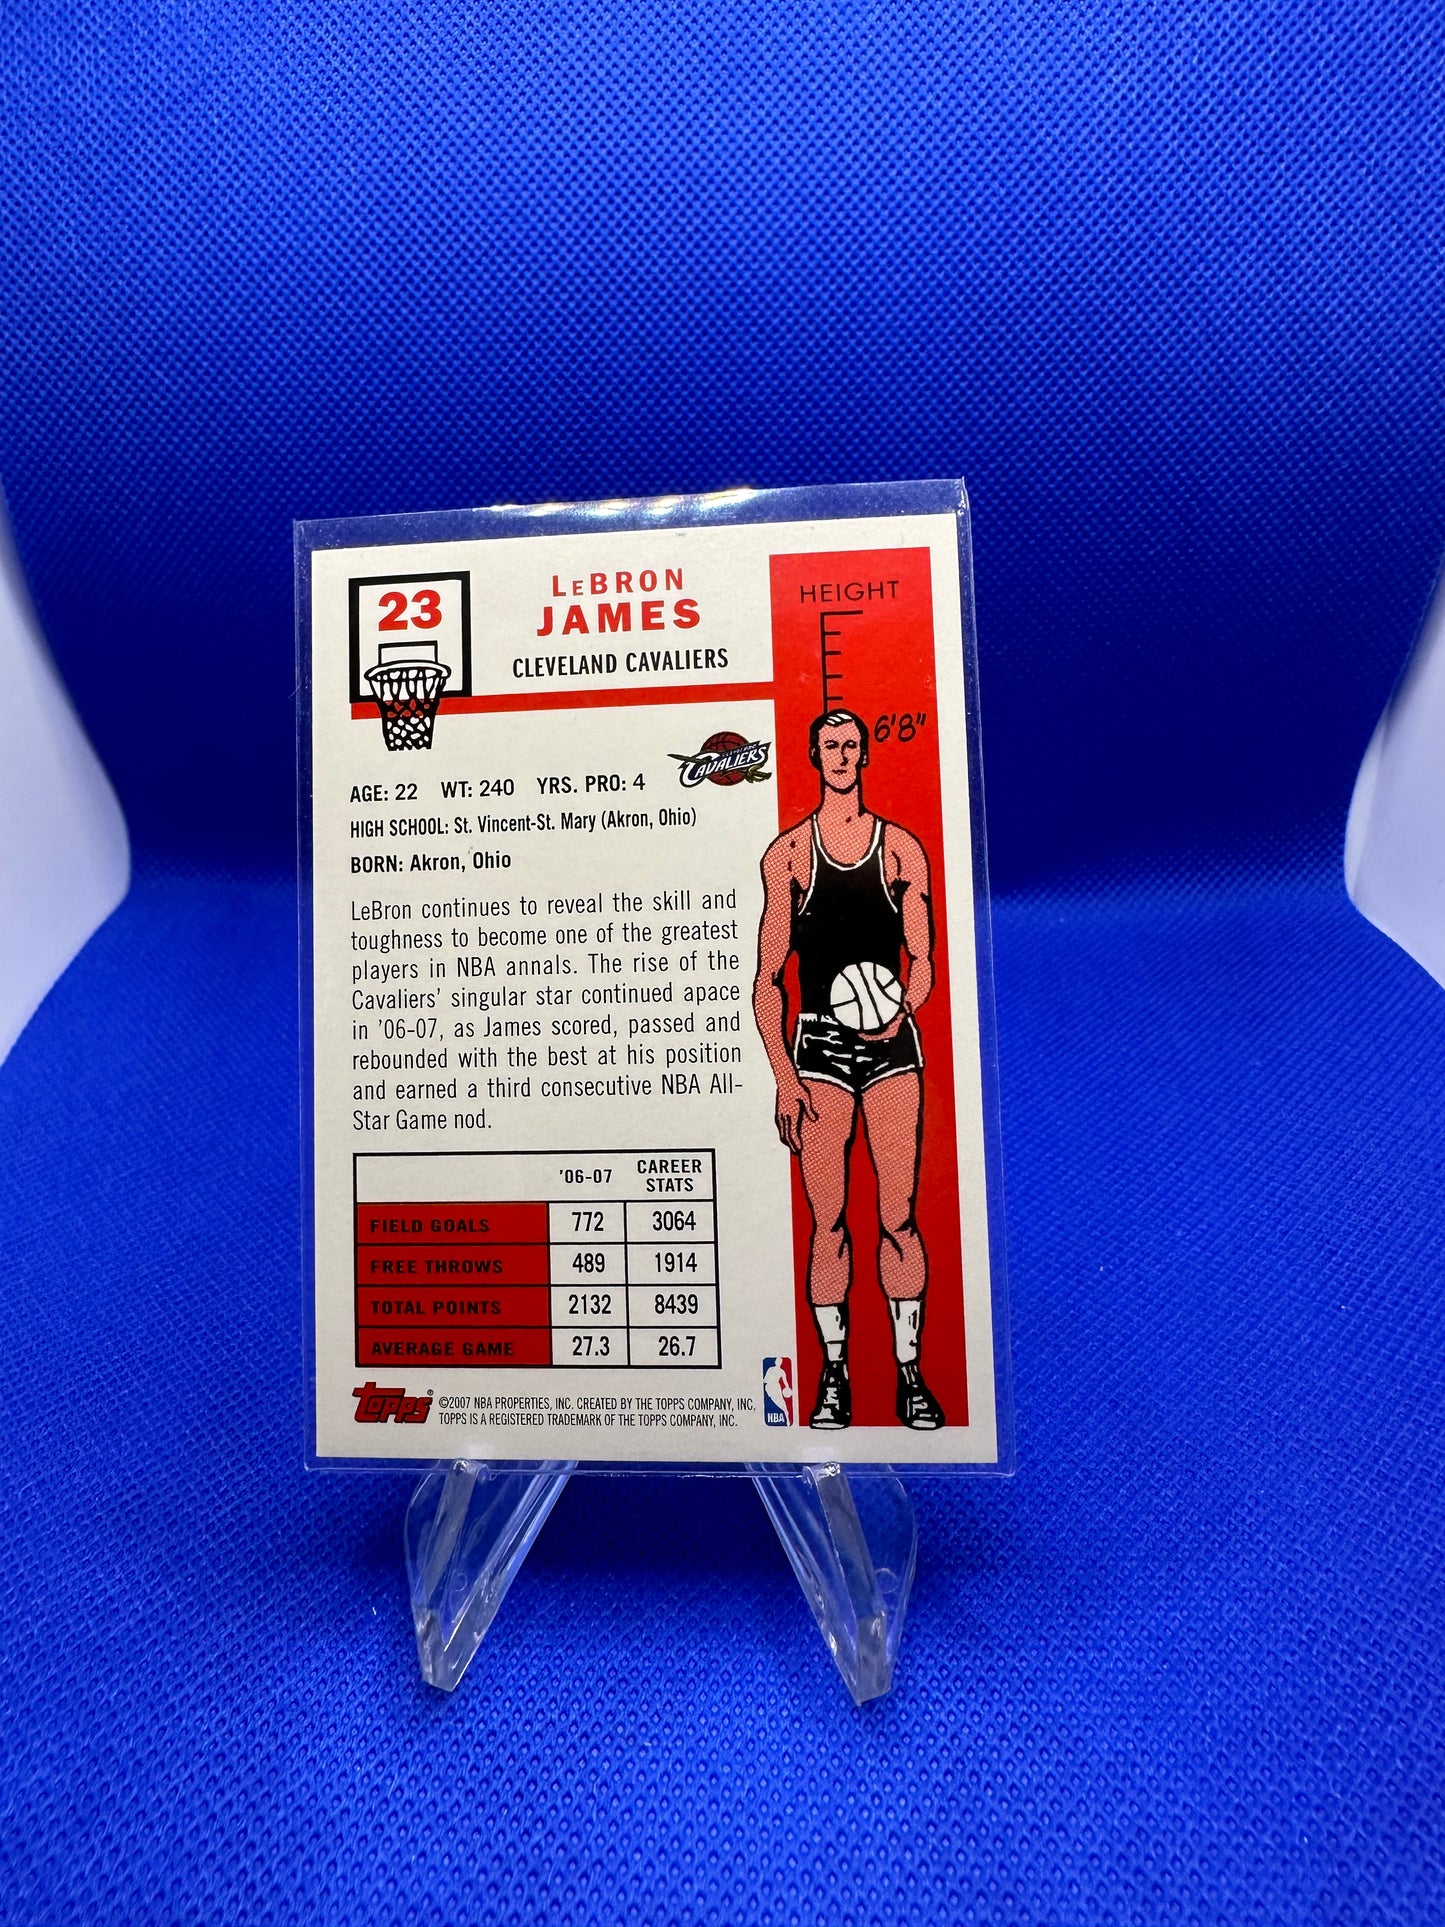 23
LeBRON
JAMES
CLEVELAND CAVALIERS
HEIGHT
6'8"
CAVALIERS
AGE: 22 WT: 240 YRS. PRO: 4
HIGH SCHOOL: St. Vincent-St. Mary (Akron, Ohio)
BORN: Akron, Ohio
LeBron continues to reveal the skill and
toughness to become one of the greatest
players in NBA annals. The rise of the
Cavaliers' singular star continued apace
in '06-07, as James scored, passed and
rebounded with the best at his position
and earned a third consecutive NBA All-
Star Game nod.
'06-07 CAREER STATS
FIELD GOALS 772 3064
FREE THROWS 489 1914
TOTAL POINTS 2132 8439
AVERAGE GAME 27.3 26.7
topps® ©2007 NBA PROPERTIES, INC. CREATED BY THE TOPPS COMPANY, INC.
TOPPS IS A REGISTERED TRADEMARK OF THE TOPPS COMPANY, INC.
NBA